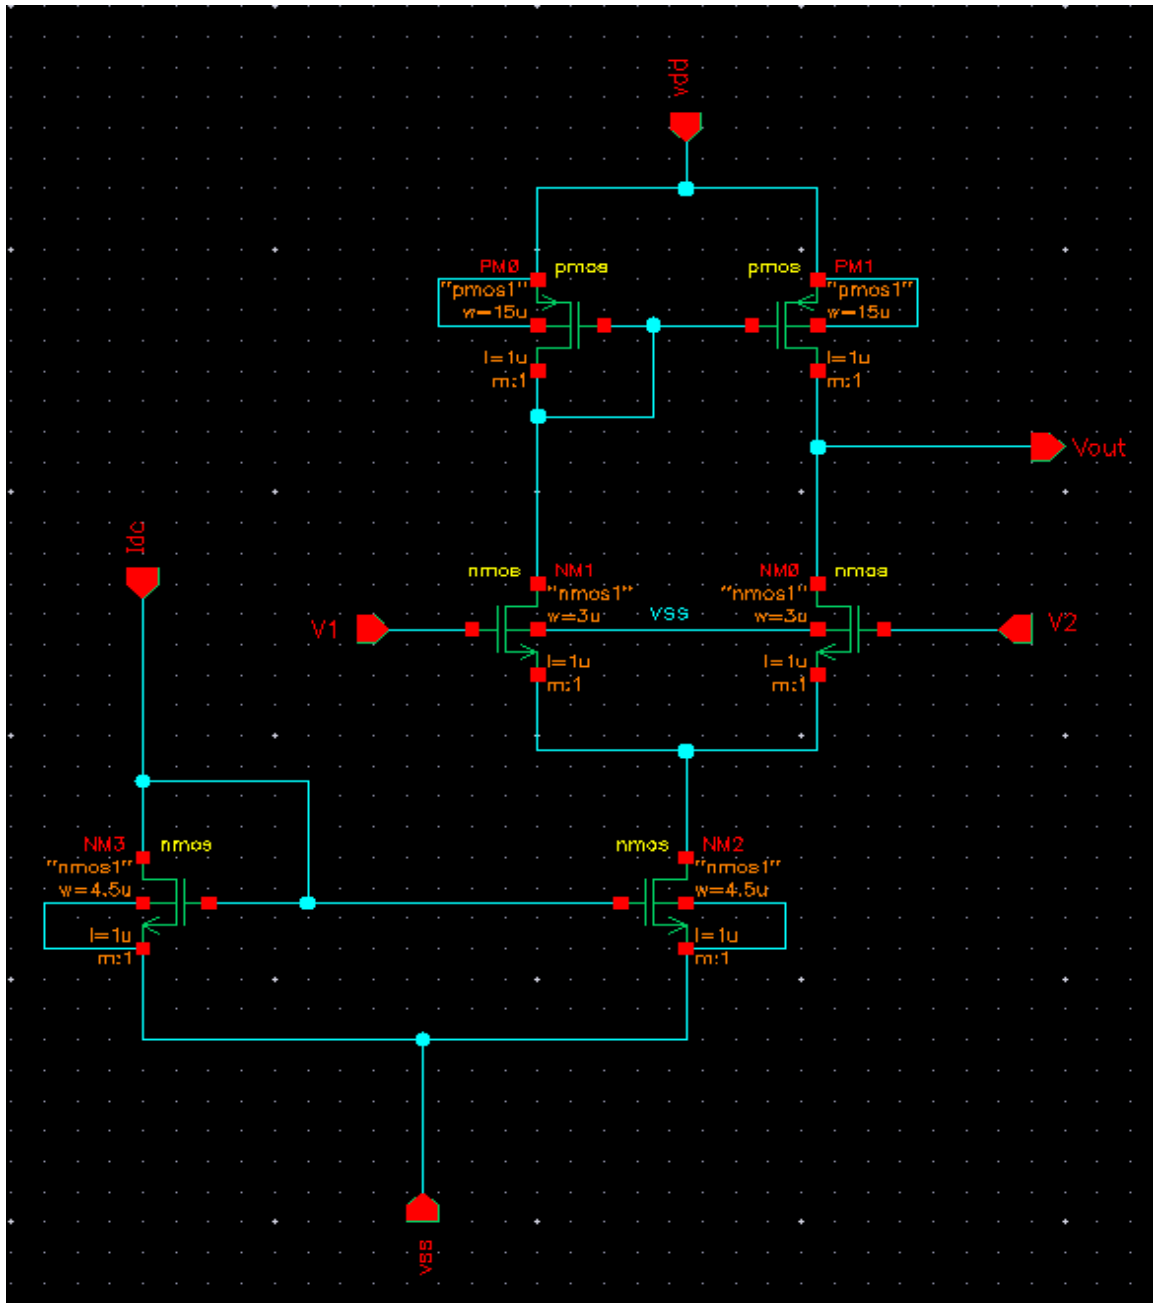 vdd
PM0 pmos
"pmos1"
w=15u
l=1u
m:1
pmos PM1
"pmos1"
w=15u
l=1u
m:1
Vout
Idc
nmos NM1
"nmos1"
w=3u
l=1u
m:1
vss
NM0 nmos
"nmos1"
w=3u
l=1u
m:1
V1
V2
NM3 nmos
"nmos1"
w=4.5u
l=1u
m:1
nmos NM2
"nmos1"
w=4.5u
l=1u
m:1
vss